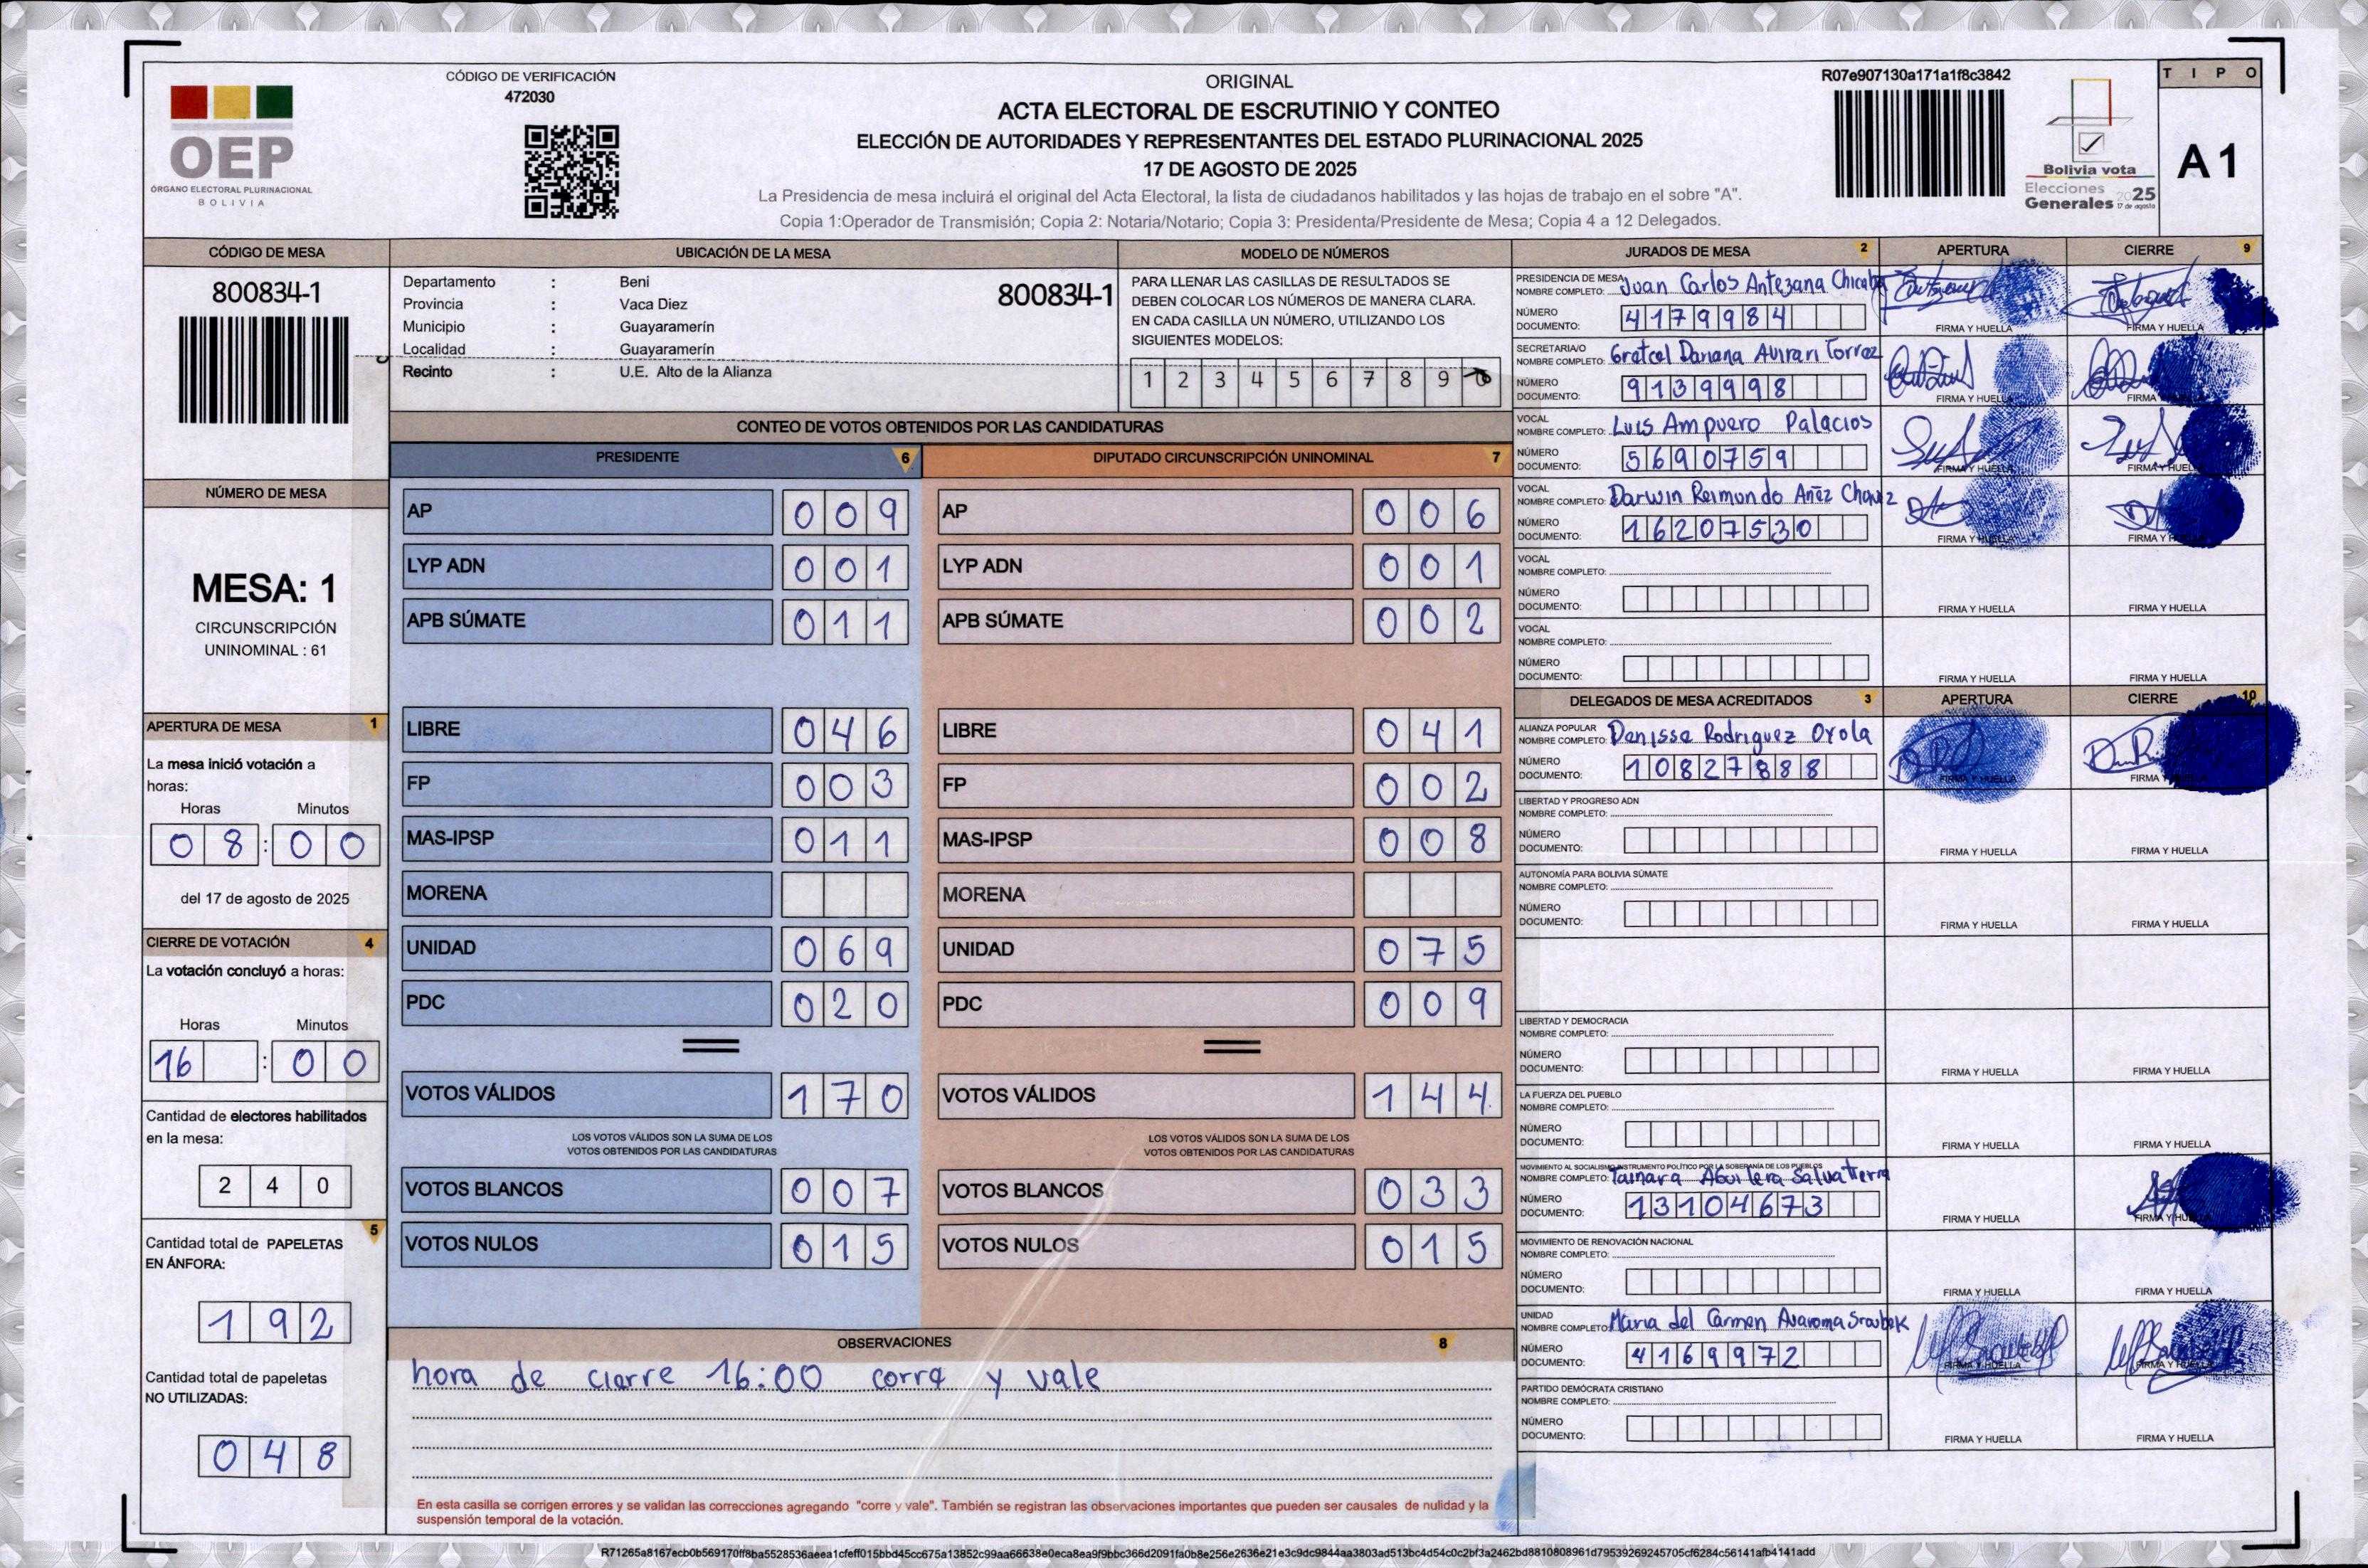 CÓDIGO DE VERIFICACIÓN
472030
OEP
ÓRGANO ELECTORAL PLURINACIONAL
BOLIVIA
ORIGINAL
ACTA ELECTORAL DE ESCRUTINIO Y CONTEO
ELECCIÓN DE AUTORIDADES Y REPRESENTANTES DEL ESTADO PLURINACIONAL 2025
17 DE AGOSTO DE 2025
La Presidencia de mesa incluirá el original del Acta Electoral, la lista de ciudadanos habilitados y las hojas de trabajo en el sobre "A".
Copia 1:Operador de Transmisión; Copia 2: Notaria/Notario; Copia 3: Presidenta/Presidente de Mesa; Copia 4 a 12 Delegados.
R07e907130a171a1f8c3842
Bolivia vota
Elecciones
Generales 2025
17 de agosto
TIPO
A1
CÓDIGO DE MESA
800834-1
NÚMERO DE MESA
MESA: 1
CIRCUNSCRIPCIÓN
UNINOMINAL : 61
APERTURA DE MESA 1
La mesa inició votación a
horas:
Horas Minutos
08:00
del 17 de agosto de 2025
CIERRE DE VOTACIÓN 4
La votación concluyó a horas:
Horas Minutos
16 : 00
Cantidad de electores habilitados
en la mesa:
240
5
Cantidad total de PAPELETAS
EN ÁNFORA:
192
Cantidad total de papeletas
NO UTILIZADAS:
048
UBICACIÓN DE LA MESA
Departamento : Beni
800834-1
Provincia : Vaca Diez
Municipio : Guayaramerín
Localidad : Guayaramerín
Recinto : U.E. Alto de la Alianza
MODELO DE NÚMEROS
PARA LLENAR LAS CASILLAS DE RESULTADOS SE
DEBEN COLOCAR LOS NÚMEROS DE MANERA CLARA.
EN CADA CASILLA UN NÚMERO, UTILIZANDO LOS
SIGUIENTES MODELOS:
1 2 3 4 5 6 7 8 9 0
CONTEO DE VOTOS OBTENIDOS POR LAS CANDIDATURAS
PRESIDENTE 6
AP 009
LYP ADN 001
APB SÚMATE 011
LIBRE 046
FP 003
MAS-IPSP 011
MORENA
UNIDAD 069
PDC 020
VOTOS VÁLIDOS 170
LOS VOTOS VÁLIDOS SON LA SUMA DE LOS
VOTOS OBTENIDOS POR LAS CANDIDATURAS
VOTOS BLANCOS 007
VOTOS NULOS 015
DIPUTADO CIRCUNSCRIPCIÓN UNINOMINAL 7
AP 006
LYP ADN 001
APB SÚMATE 002
LIBRE 041
FP 002
MAS-IPSP 008
MORENA
UNIDAD 075
PDC 009
VOTOS VÁLIDOS 144
LOS VOTOS VÁLIDOS SON LA SUMA DE LOS
VOTOS OBTENIDOS POR LAS CANDIDATURAS
VOTOS BLANCOS 033
VOTOS NULOS 015
OBSERVACIONES 8
hora de cierre 16:00 corre y vale
En esta casilla se corrigen errores y se validan las correcciones agregando "corre y vale". También se registran las observaciones importantes que pueden ser causales de nulidad y la
suspensión temporal de la votación.
JURADOS DE MESA 2 APERTURA CIERRE 9
PRESIDENCIA DE MESA
NOMBRE COMPLETO: Juan Carlos Antezana
NÚMERO
DOCUMENTO: 4179984
FIRMA Y HUELLA FIRMA Y HUELLA
SECRETARIA/O
NOMBRE COMPLETO: Torrez
NÚMERO
DOCUMENTO: 9139998
FIRMA Y HUELLA FIRMA
VOCAL
NOMBRE COMPLETO: Luis Ampuero Palacios
NÚMERO
DOCUMENTO: 5690759
FIRMA Y HUELLA FIRMA Y HUEL
VOCAL
NOMBRE COMPLETO: Darwin Reimundo Añez
NÚMERO
DOCUMENTO: 16207530
FIRMA Y HUELLA FIRMA Y
VOCAL
NOMBRE COMPLETO:
NÚMERO
DOCUMENTO:
FIRMA Y HUELLA FIRMA Y HUELLA
VOCAL
NOMBRE COMPLETO:
NÚMERO
DOCUMENTO:
FIRMA Y HUELLA FIRMA Y HUELLA
DELEGADOS DE MESA ACREDITADOS 3 APERTURA CIERRE 10
ALIANZA POPULAR
NOMBRE COMPLETO: Denisse Rodriguez Oyola
NÚMERO
DOCUMENTO: 10827888
FIRMA Y HUELLA FIRMA
LIBERTAD Y PROGRESO ADN
NOMBRE COMPLETO:
NÚMERO
DOCUMENTO:
FIRMA Y HUELLA FIRMA Y HUELLA
AUTONOMÍA PARA BOLIVIA SÚMATE
NOMBRE COMPLETO:
NÚMERO
DOCUMENTO:
FIRMA Y HUELLA FIRMA Y HUELLA
LIBERTAD Y DEMOCRACIA
NOMBRE COMPLETO:
NÚMERO
DOCUMENTO:
FIRMA Y HUELLA FIRMA Y HUELLA
LA FUERZA DEL PUEBLO
NOMBRE COMPLETO:
NÚMERO
DOCUMENTO:
FIRMA Y HUELLA FIRMA Y HUELLA
MOVIMIENTO AL SOCIALISMO INSTRUMENTO POLÍTICO POR LA SOBERANÍA DE LOS PUEBLOS
NOMBRE COMPLETO: Salvatierra
NÚMERO
DOCUMENTO: 13104673
FIRMA Y HUELLA FIRMA Y HU
MOVIMIENTO DE RENOVACIÓN NACIONAL
NOMBRE COMPLETO:
NÚMERO
DOCUMENTO:
FIRMA Y HUELLA FIRMA Y HUELLA
UNIDAD
NOMBRE COMPLETO: Maria del Carmen
NÚMERO
DOCUMENTO: 4169972
FIRMA Y HUELLA FIRMA Y HUELLA
PARTIDO DEMÓCRATA CRISTIANO
NOMBRE COMPLETO:
NÚMERO
DOCUMENTO:
FIRMA Y HUELLA FIRMA Y HUELLA